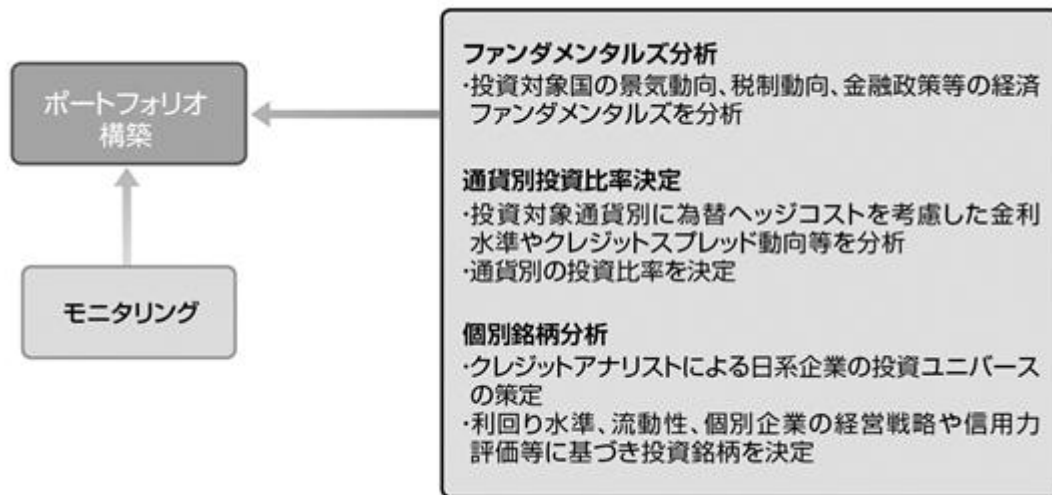 ポートフォリオ
構築
モニタリング
ファンダメンタルズ分析
・投資対象国の景気動向、税制動向、金融政策等の経済
ファンダメンタルズを分析
通貨別投資比率決定
・投資対象通貨別に為替ヘッジコストを考慮した金利
水準やクレジットスプレッド動向等を分析
・通貨別の投資比率を決定
個別銘柄分析
・クレジットアナリストによる日系企業の投資ユニバース
の策定
・利回り水準、流動性、個別企業の経営戦略や信用力
評価等に基づき投資銘柄を決定